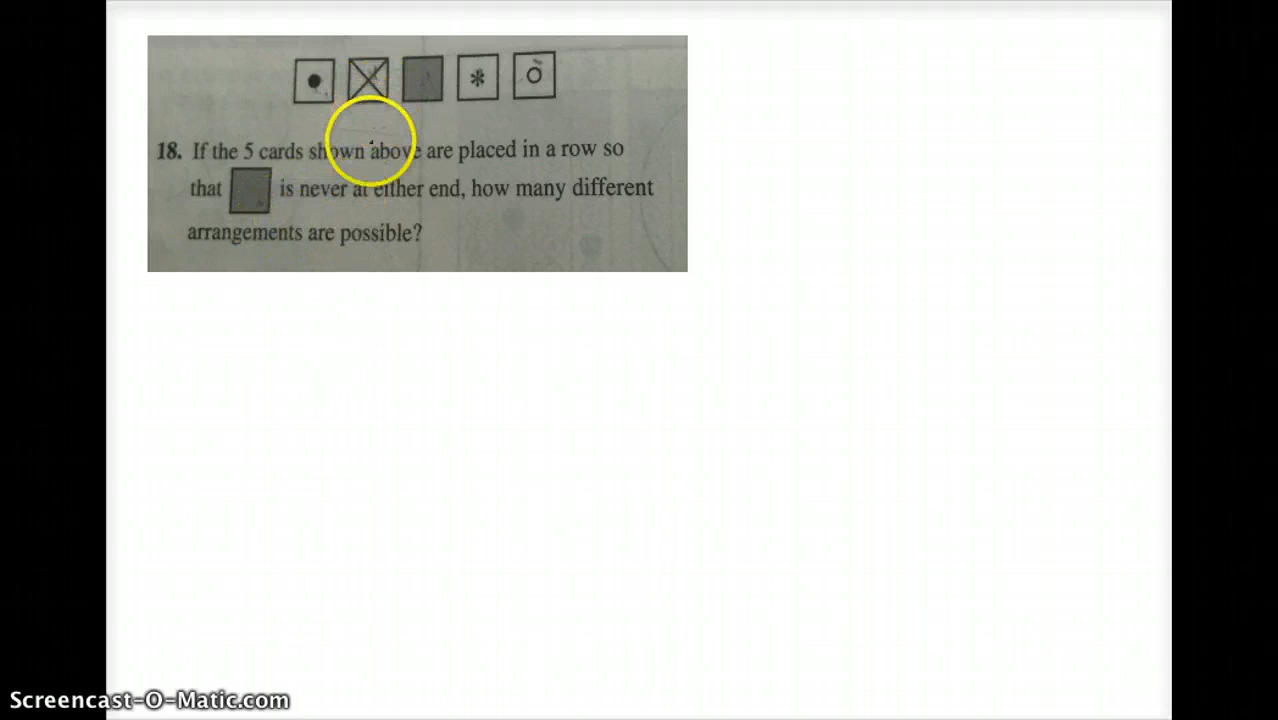 18. If the 5 cards shown above are placed in a row so
that is never at either end, how many different
arrangements are possible?
Screencast-O-Matic.com